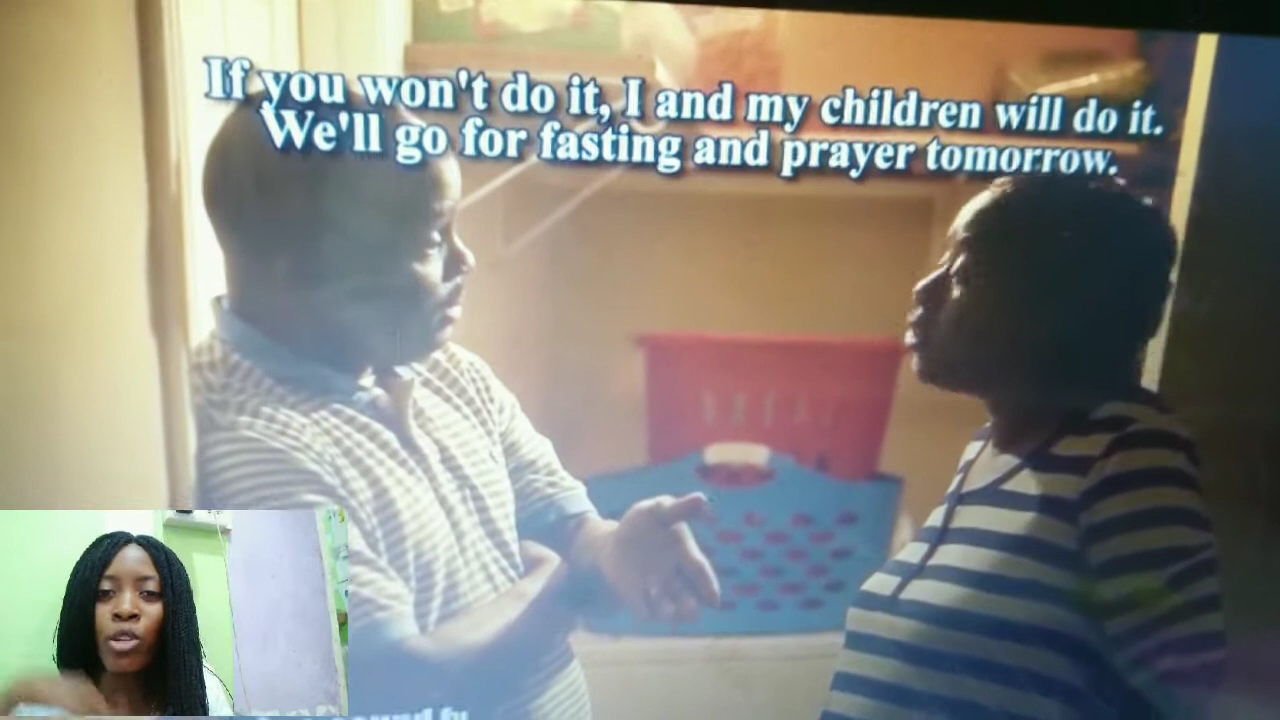 If you won't do it, I and my children will do it.
We'll go for fasting and prayer tomorrow.